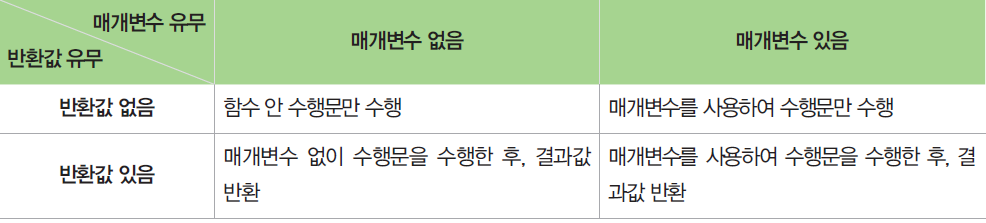 매개변수 유무
반환값 유무
매개변수 없음
매개변수 있음
반환값 없음
함수 안 수행문만 수행
매개변수를 사용하여 수행문만 수행
반환값 있음
매개변수 없이 수행문을 수행한 후, 결과값
반환
매개변수를 사용하여 수행문을 수행한 후, 결
과값 반환